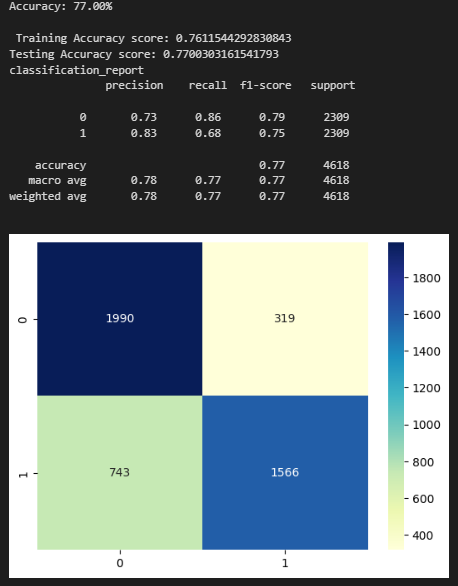 Accuracy: 77.00%
Training Accuracy score: 0.7611544292830843
Testing Accuracy score: 0.7700303161541793
classification_report
precision recall f1-score support
0 0.73 0.86 0.79 2309
1 0.83 0.68 0.75 2309
accuracy 0.77 4618
macro avg 0.78 0.77 0.77 4618
weighted avg 0.78 0.77 0.77 4618
1800
0 1990 319
1600
1400
1200
1000
800
1 743 1566
600
400
0 1